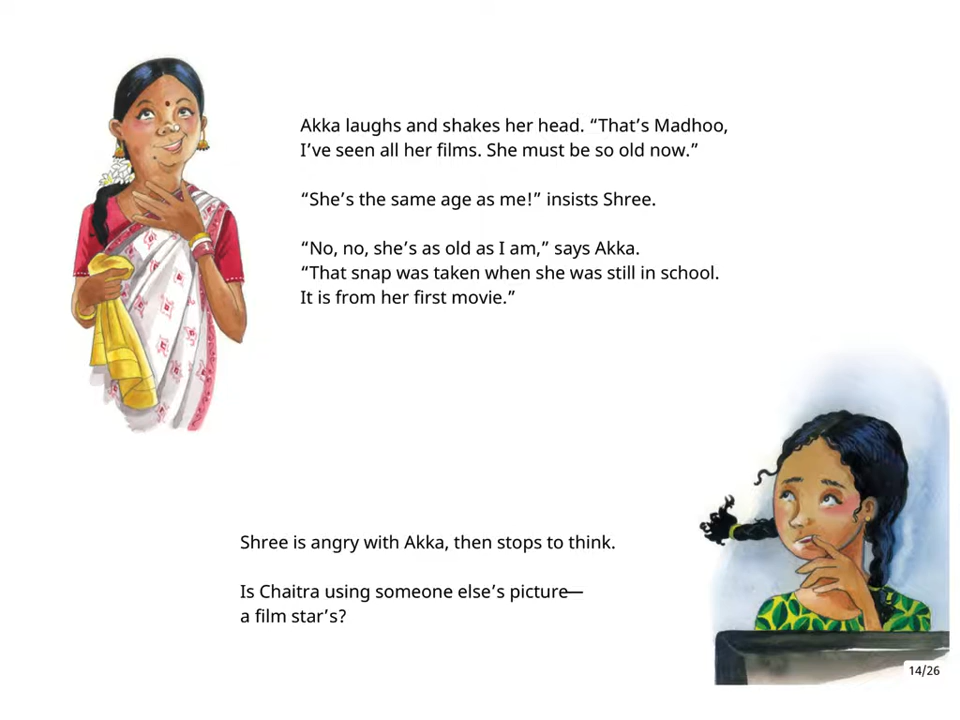 Akka laughs and shakes her head. “That’s Madhoo,
I’ve seen all her films. She must be so old now.”
“She’s the same age as me!” insists Shree.
“No, no, she’s as old as I am,” says Akka.
“That snap was taken when she was still in school.
It is from her first movie.”
Shree is angry with Akka, then stops to think.
Is Chaitra using someone else’s picture—
a film star’s?
14/26